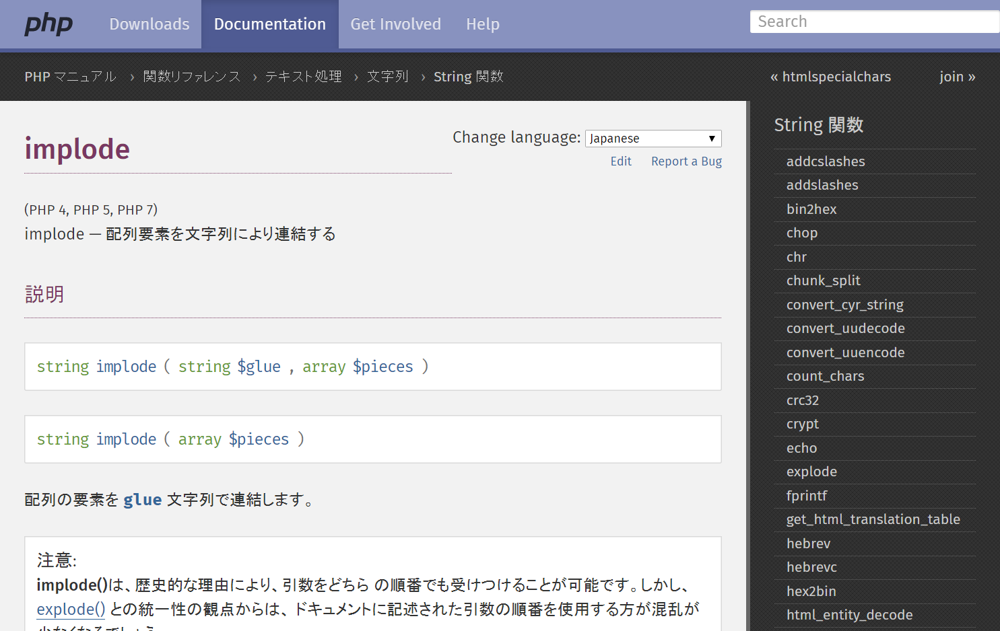 php Downloads Documentation Get Involved Help Search
PHP マニュアル › 関数リファレンス › テキスト処理 › 文字列 › String 関数 « htmlspecialchars join »
implode
Change language: Japanese ▼
Edit Report a Bug
(PHP 4, PHP 5, PHP 7)
implode — 配列要素を文字列により連結する
説明
string implode ( string $glue , array $pieces )
string implode ( array $pieces )
配列の要素を glue 文字列で連結します。
注意:
implode()は、歴史的な理由により、引数をどちら の順番でも受けつけることが可能です。しかし、
explode() との統一性の観点からは、 ドキュメントに記述された引数の順番を使用する方が混乱が
少なくなるでしょう
String 関数
addcslashes
addslashes
bin2hex
chop
chr
chunk_split
convert_cyr_string
convert_uudecode
convert_uuencode
count_chars
crc32
crypt
echo
explode
fprintf
get_html_translation_table
hebrev
hebrevc
hex2bin
html_entity_decode